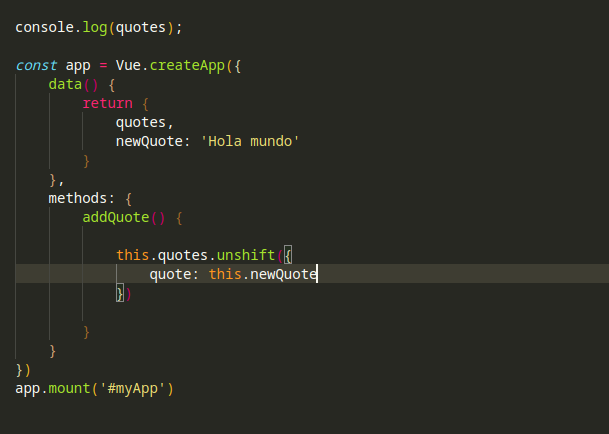 console.log(quotes);
const app = Vue.createApp({
data() {
return {
quotes,
newQuote: 'Hola mundo'
}
},
methods: {
addQuote() {
this.quotes.unshift({
quote: this.newQuote
})
}
}
})
app.mount('#myApp')